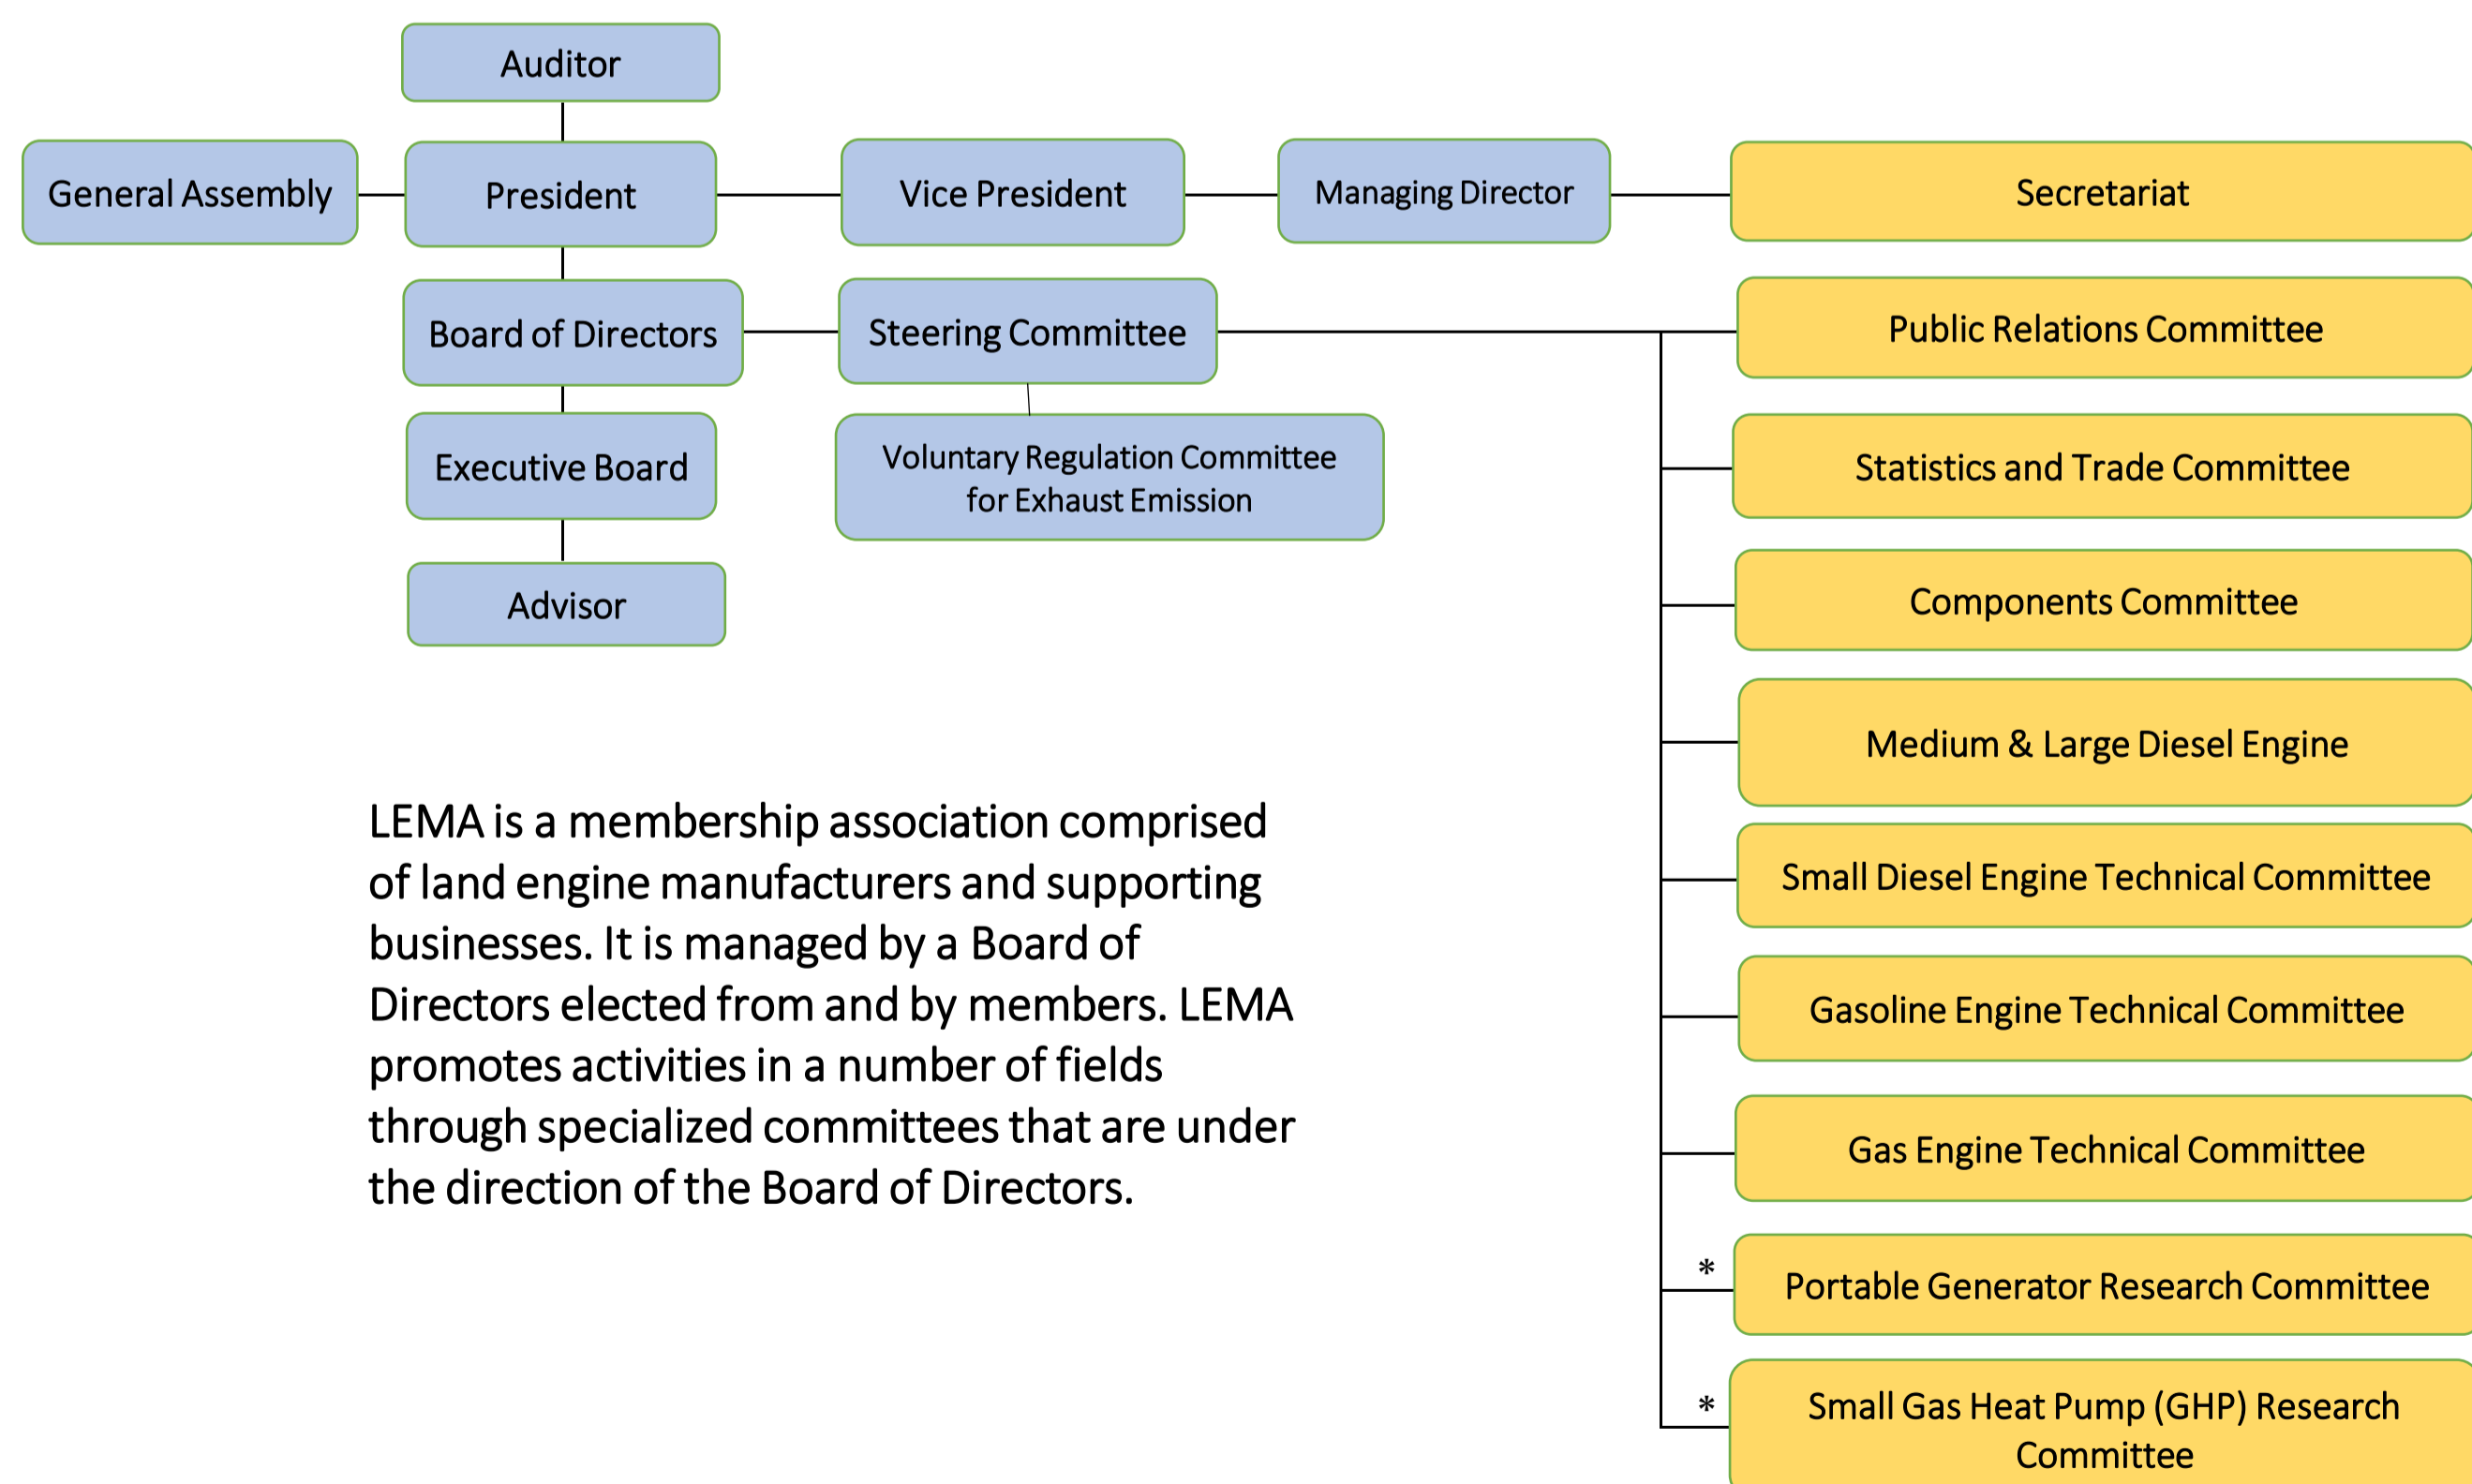 Auditor
General Assembly
President
Vice President
Managing Director
Secretariat
Board of Directors
Steering Committee
Public Relations Committee
Executive Board
Voluntary Regulation Committee
for Exhaust Emission
Statistics and Trade Committee
Advisor
Components Committee
Medium & Large Diesel Engine
Small Diesel Engine Technical Committee
Gasoline Engine Technical Committee
Gas Engine Technical Committee
* Portable Generator Research Committee
* Small Gas Heat Pump (GHP) Research
Committee
LEMA is a membership association comprised
of land engine manufacturers and supporting
businesses. It is managed by a Board of
Directors elected from and by members. LEMA
promotes activities in a number of fields
through specialized committees that are under
the direction of the Board of Directors.